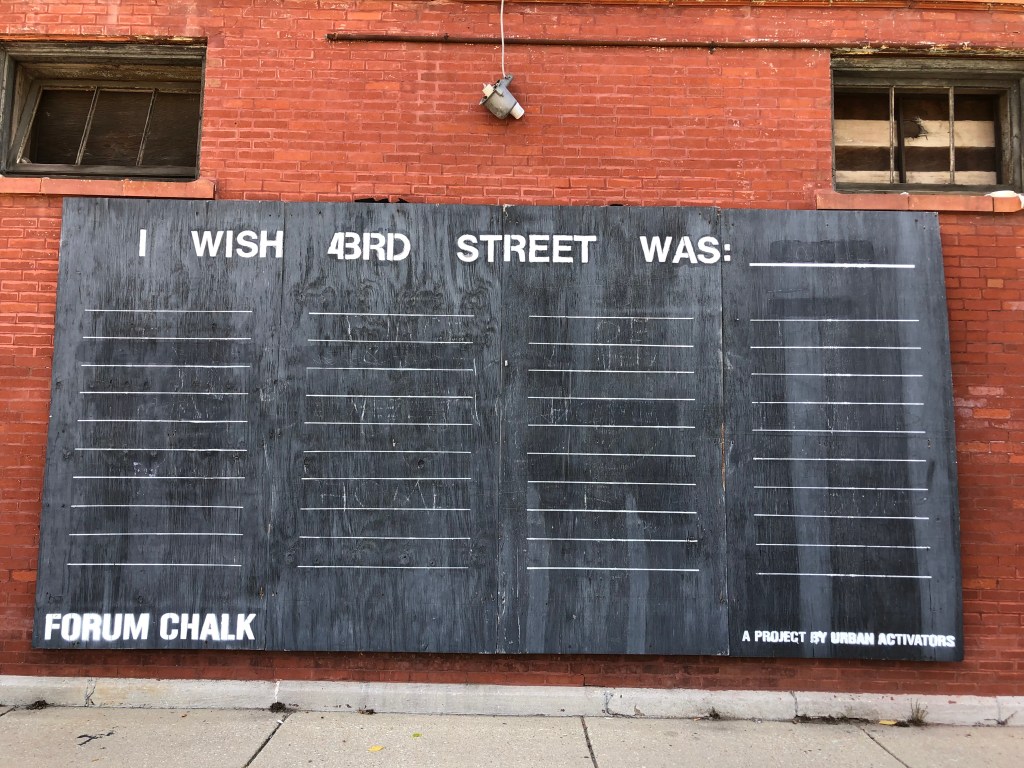 I WISH 43RD STREET WAS:
FORUM CHALK
A PROJECT BY URBAN ACTIVATORS